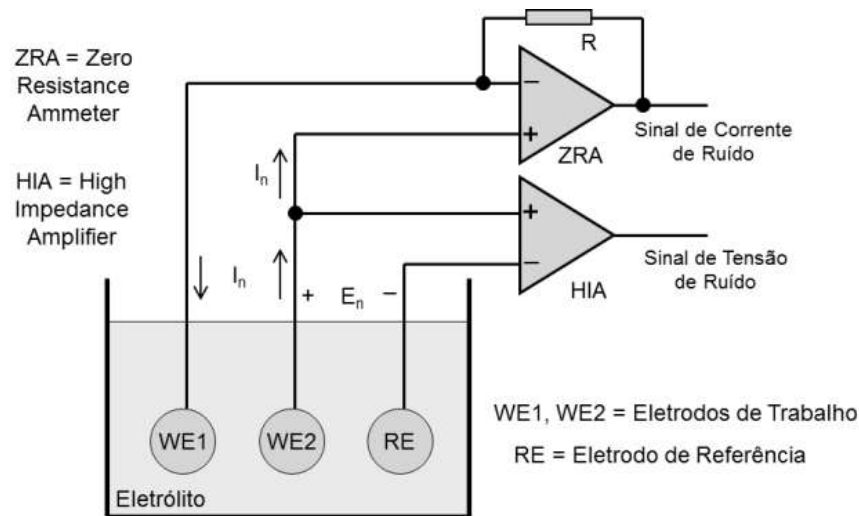 ZRA = Zero
Resistance
Ammeter
R
−
+
ZRA
Sinal de Corrente
de Ruído
HIA = High
Impedance
Amplifier
Iₙ
+
−
HIA
Sinal de Tensão
de Ruído
Iₙ
+ Eₙ −
WE1 WE2 RE
Eletrólito
WE1, WE2 = Eletrodos de Trabalho
RE = Eletrodo de Referência